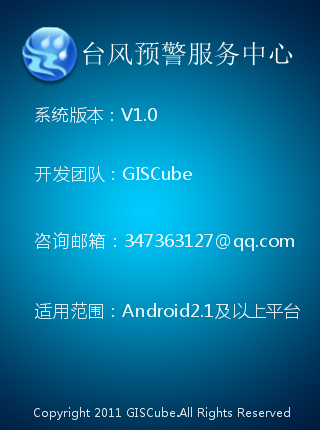 台风预警服务中心
系统版本：V1.0
开发团队：GISCube
咨询邮箱：347363127@qq.com
适用范围：Android2.1及以上平台
Copyright 2011 GISCube.All Rights Reserved